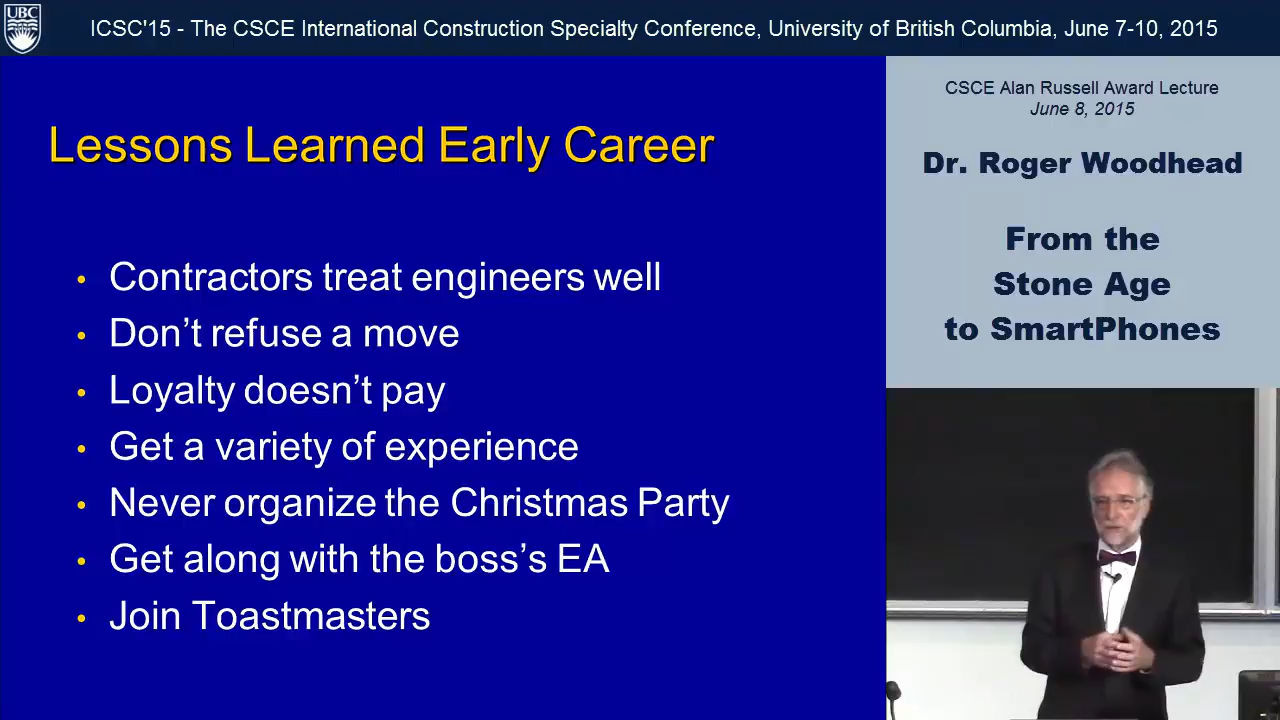 UBC
ICSC'15 - The CSCE International Construction Specialty Conference, University of British Columbia, June 7-10, 2015
Lessons Learned Early Career
• Contractors treat engineers well
• Don't refuse a move
• Loyalty doesn't pay
• Get a variety of experience
• Never organize the Christmas Party
• Get along with the boss's EA
• Join Toastmasters
CSCE Alan Russell Award Lecture
June 8, 2015
Dr. Roger Woodhead
From the
Stone Age
to SmartPhones